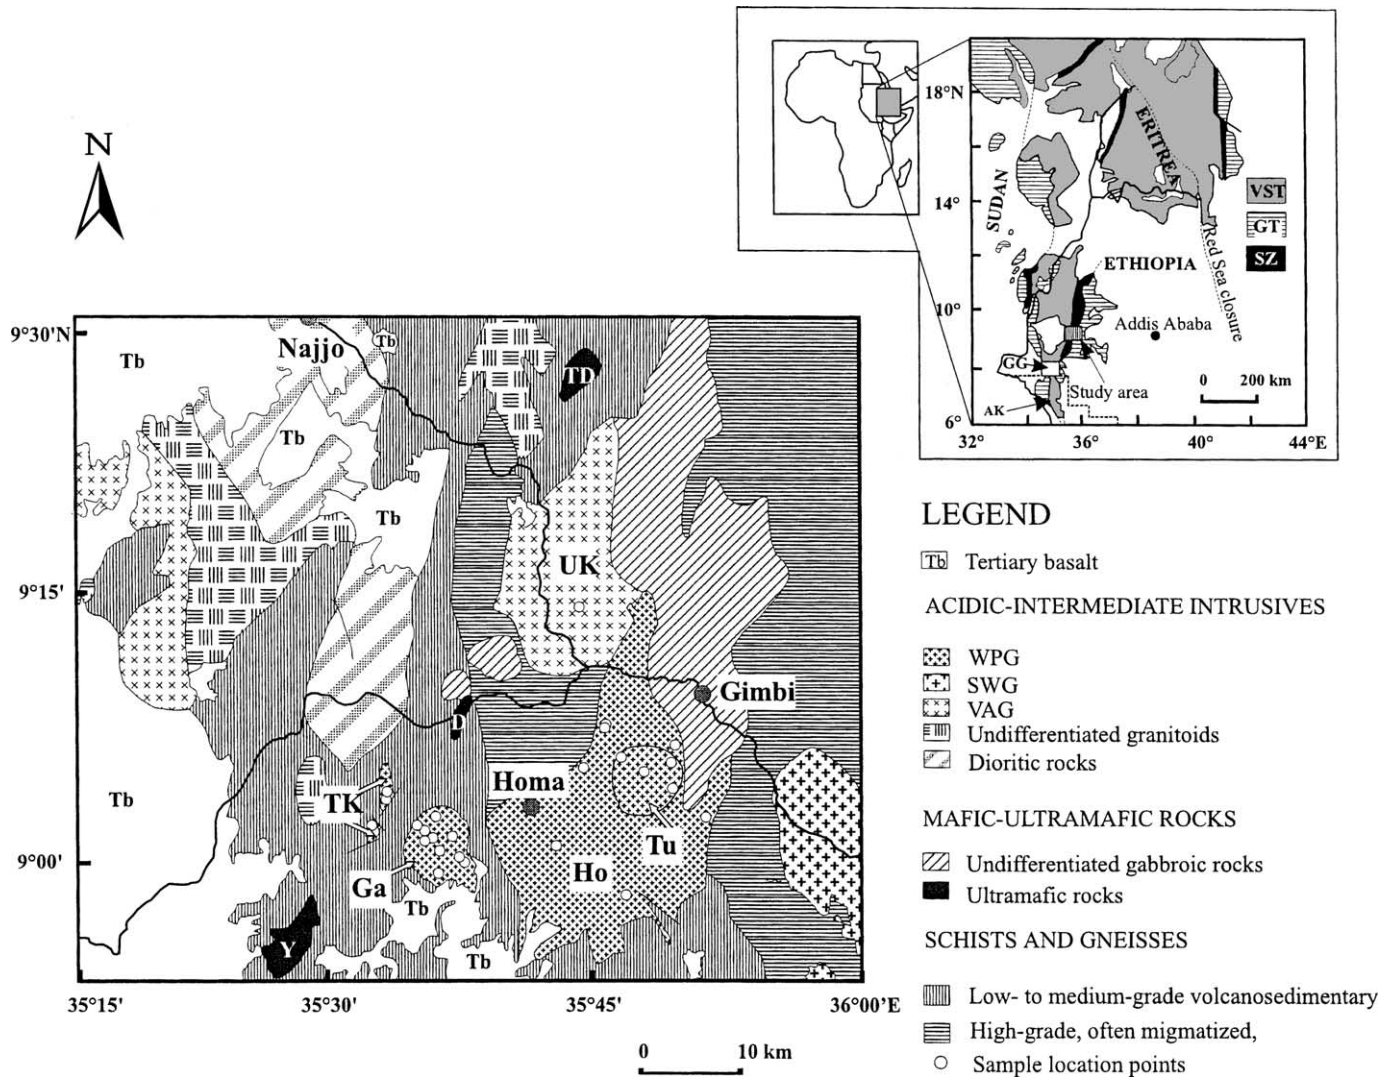 N
18°N
14°
10°
6°
32°
36°
40°
44°E
SUDAN
ERITREA
ETHIOPIA
Addis Ababa
Red Sea closure
GG
AK
Study area
0 200 km
VST
GT
SZ
9°30'N
9°15'
9°00'
35°15'
35°30'
35°45'
36°00'E
Tb
Najjo
Tb
TD
Tb
Tb
UK
Gimbi
D
Homa
TK
Tb
Tu
Ga
Ho
Tb
Y
Tb
0 10 km
LEGEND
Tb Tertiary basalt
ACIDIC-INTERMEDIATE INTRUSIVES
WPG
SWG
VAG
Undifferentiated granitoids
Dioritic rocks
MAFIC-ULTRAMAFIC ROCKS
Undifferentiated gabbroic rocks
Ultramafic rocks
SCHISTS AND GNEISSES
Low- to medium-grade volcanosedimentary
High-grade, often migmatized,
Sample location points